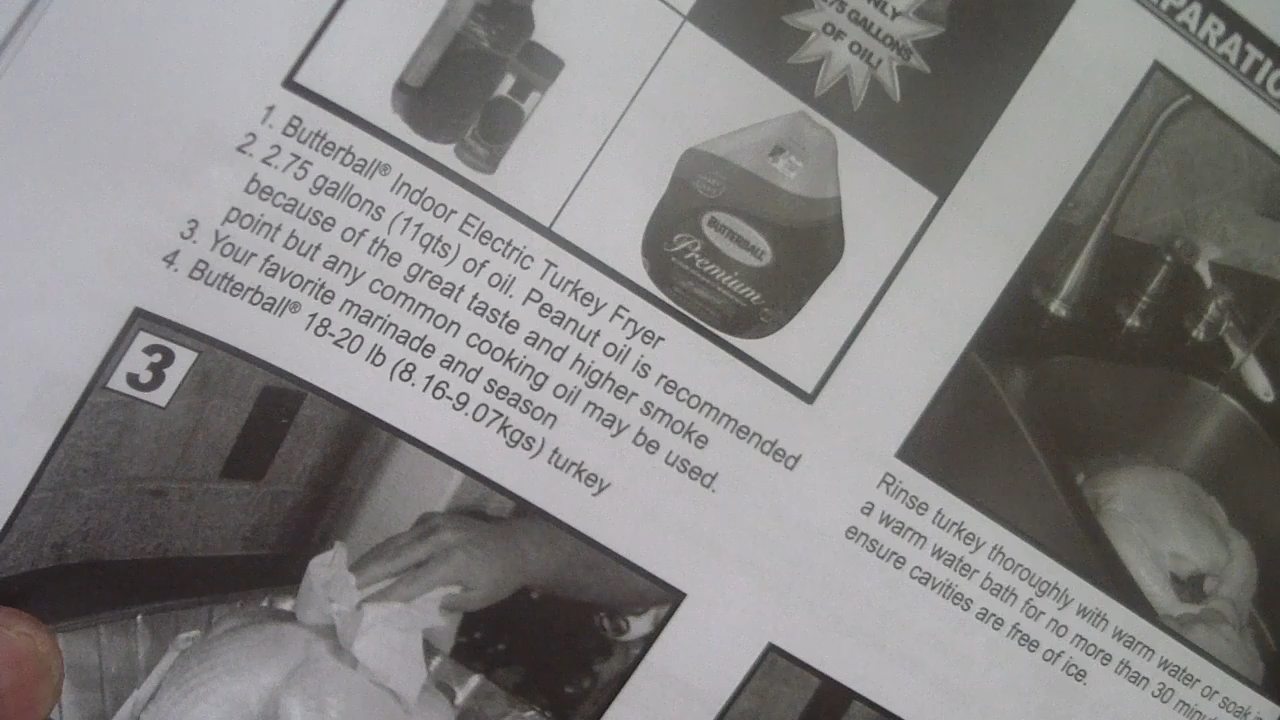 ONLY
2.75 GALLONS
OF OIL!
BUTTERBALL
Premium
1. Butterball® Indoor Electric Turkey Fryer
2. 2.75 gallons (11qts) of oil. Peanut oil is recommended
because of the great taste and higher smoke
point but any common cooking oil may be used.
3. Your favorite marinade and season
4. Butterball® 18-20 lb (8.16-9.07kgs) turkey
3
Rinse turkey thoroughly with warm water or soak
a warm water bath for no more than 30
ensure cavities are free of ice.